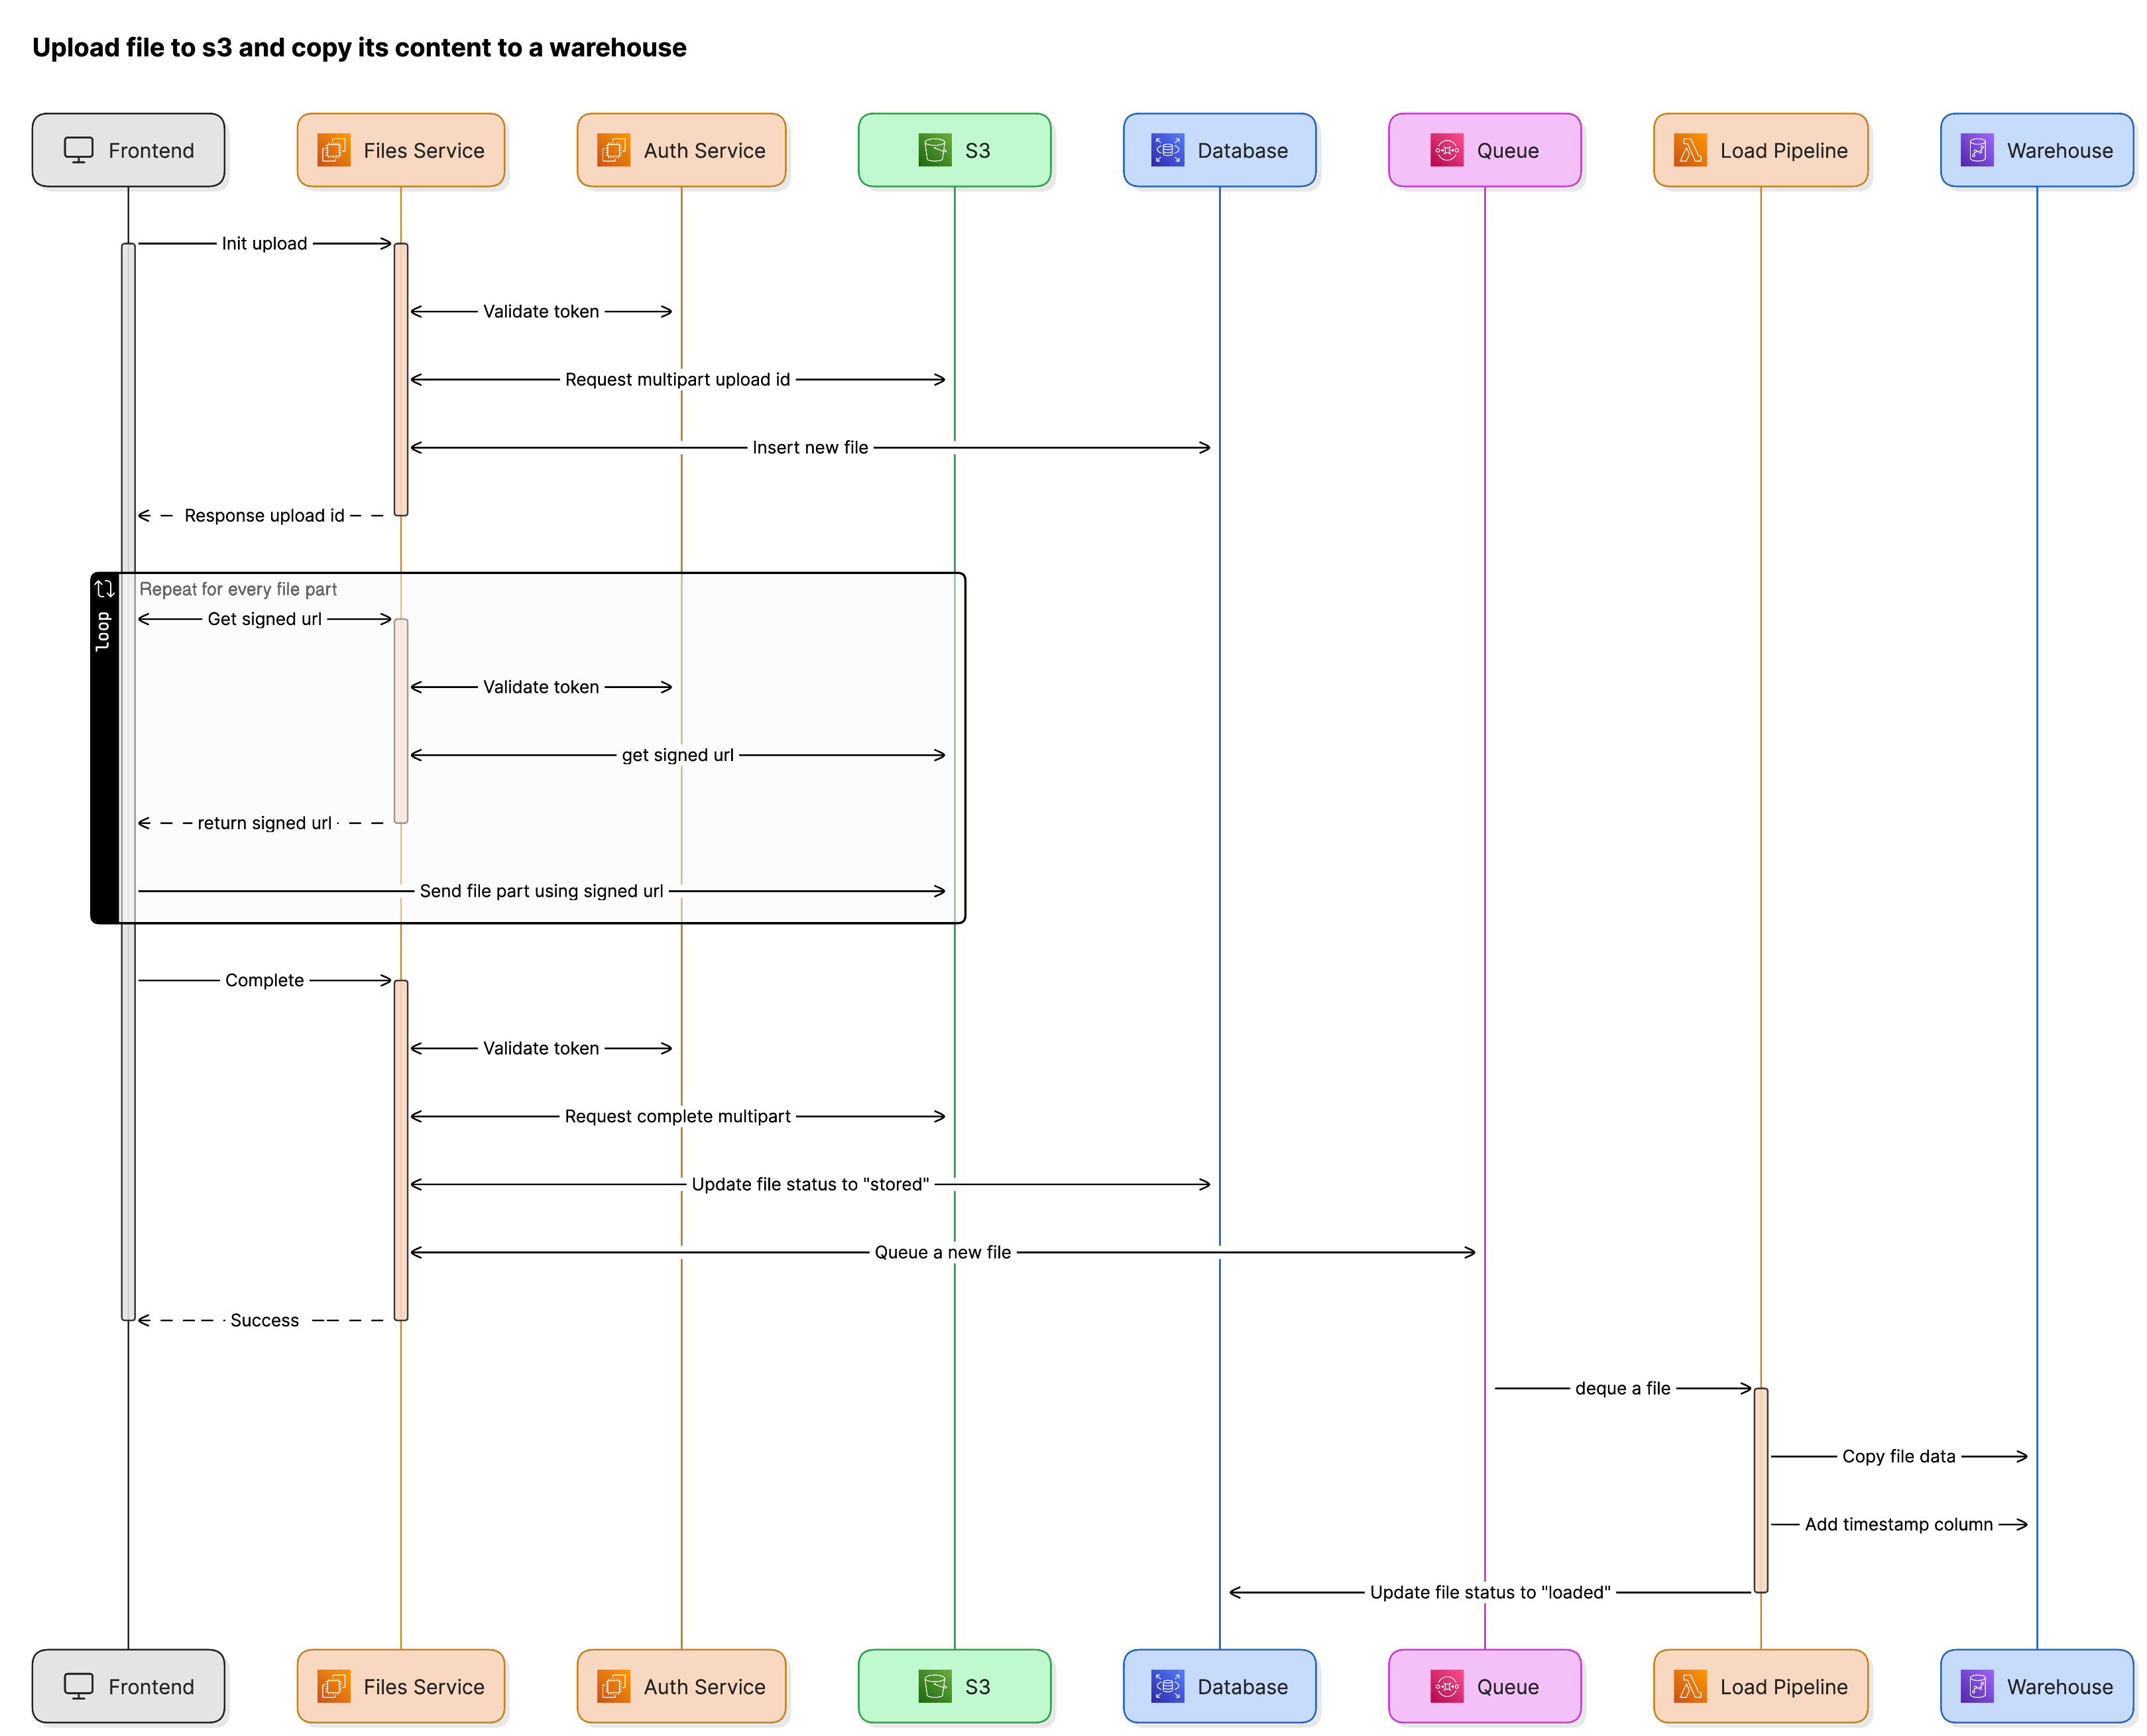 Upload file to s3 and copy its content to a warehouse
Frontend
Files Service
Auth Service
S3
Database
Queue
Load Pipeline
Warehouse
Init upload
Validate token
Request multipart upload id
Insert new file
Response upload id
loop
Repeat for every file part
Get signed url
Validate token
get signed url
return signed url
Send file part using signed url
Complete
Validate token
Request complete multipart
Update file status to "stored"
Queue a new file
Success
deque a file
Copy file data
Add timestamp column
Update file status to "loaded"
Frontend
Files Service
Auth Service
S3
Database
Queue
Load Pipeline
Warehouse